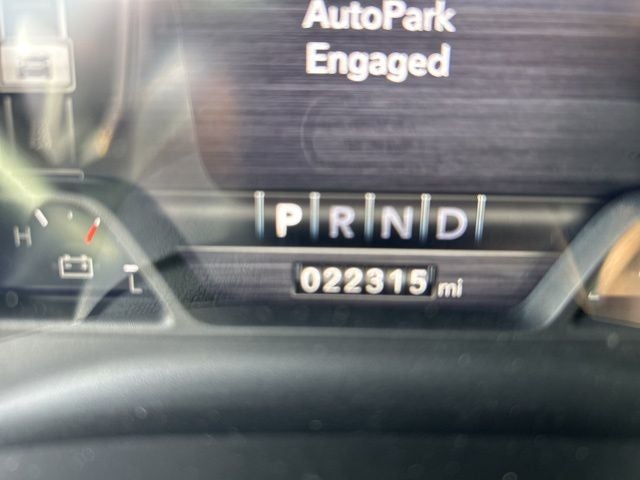 AutoPark
Engaged
P R N D
H
L
022315 mi